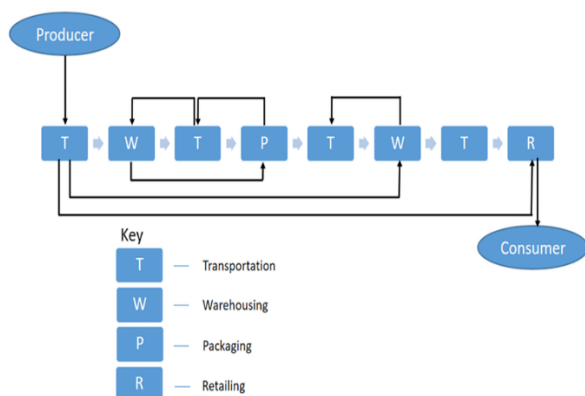 Producer
T W T P T W T R
Consumer
Key
T — Transportation
W — Warehousing
P — Packaging
R — Retailing